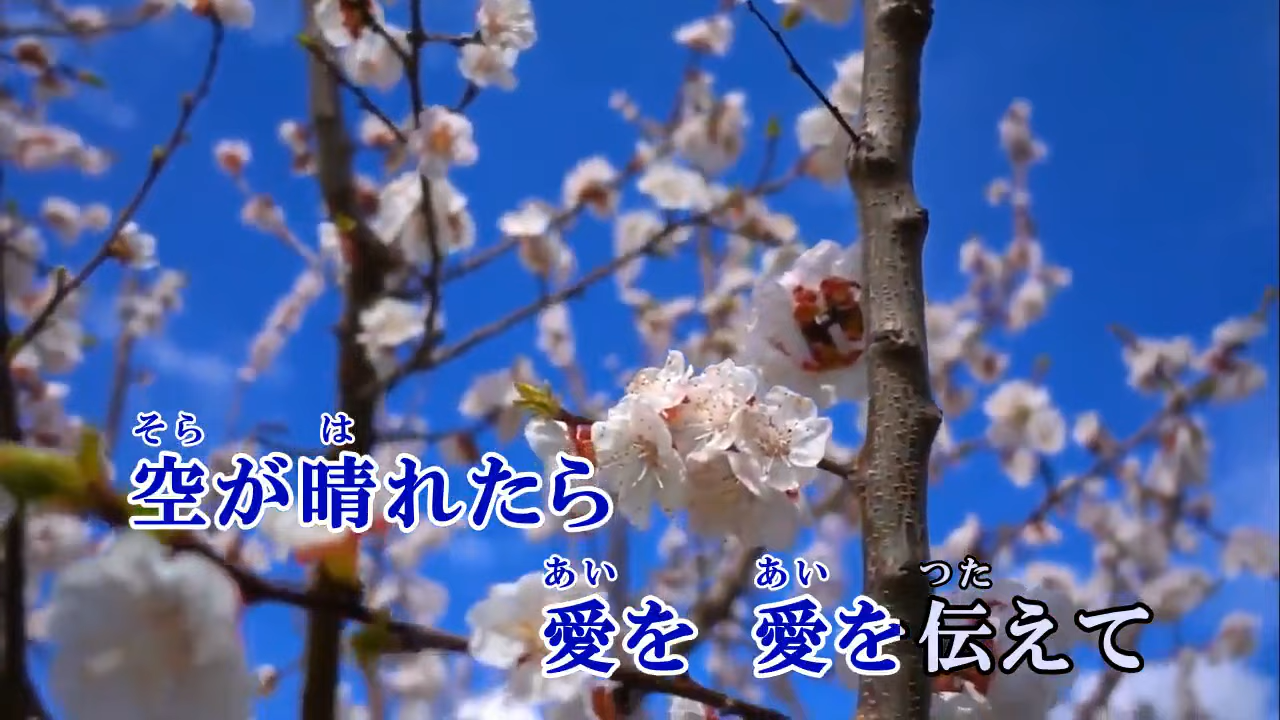 そら は
空が晴れたら
あい あい つた
愛を 愛を伝えて